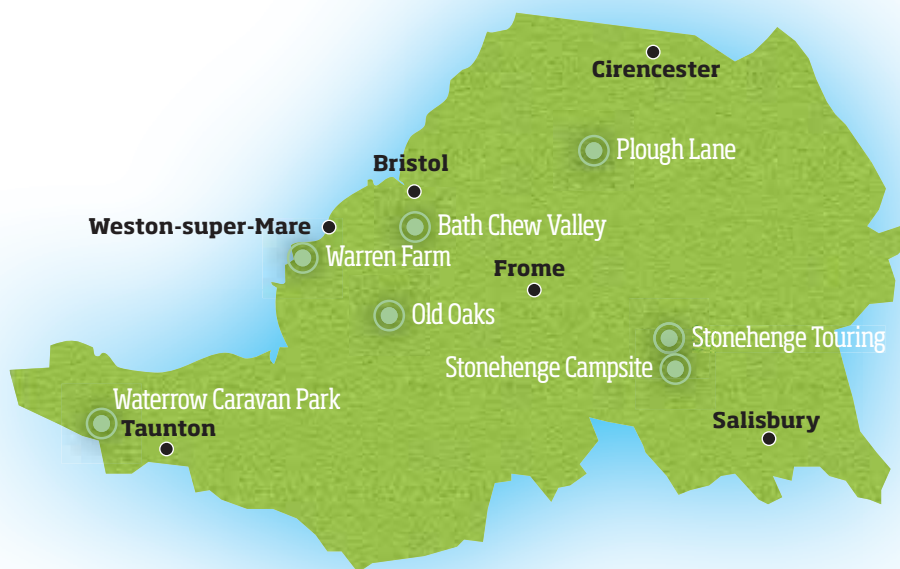 Cirencester
Plough Lane
Bristol
Weston-super-Mare
Bath Chew Valley
Warren Farm
Frome
Old Oaks
Stonehenge Touring
Stonehenge Campsite
Waterrow Caravan Park
Taunton
Salisbury